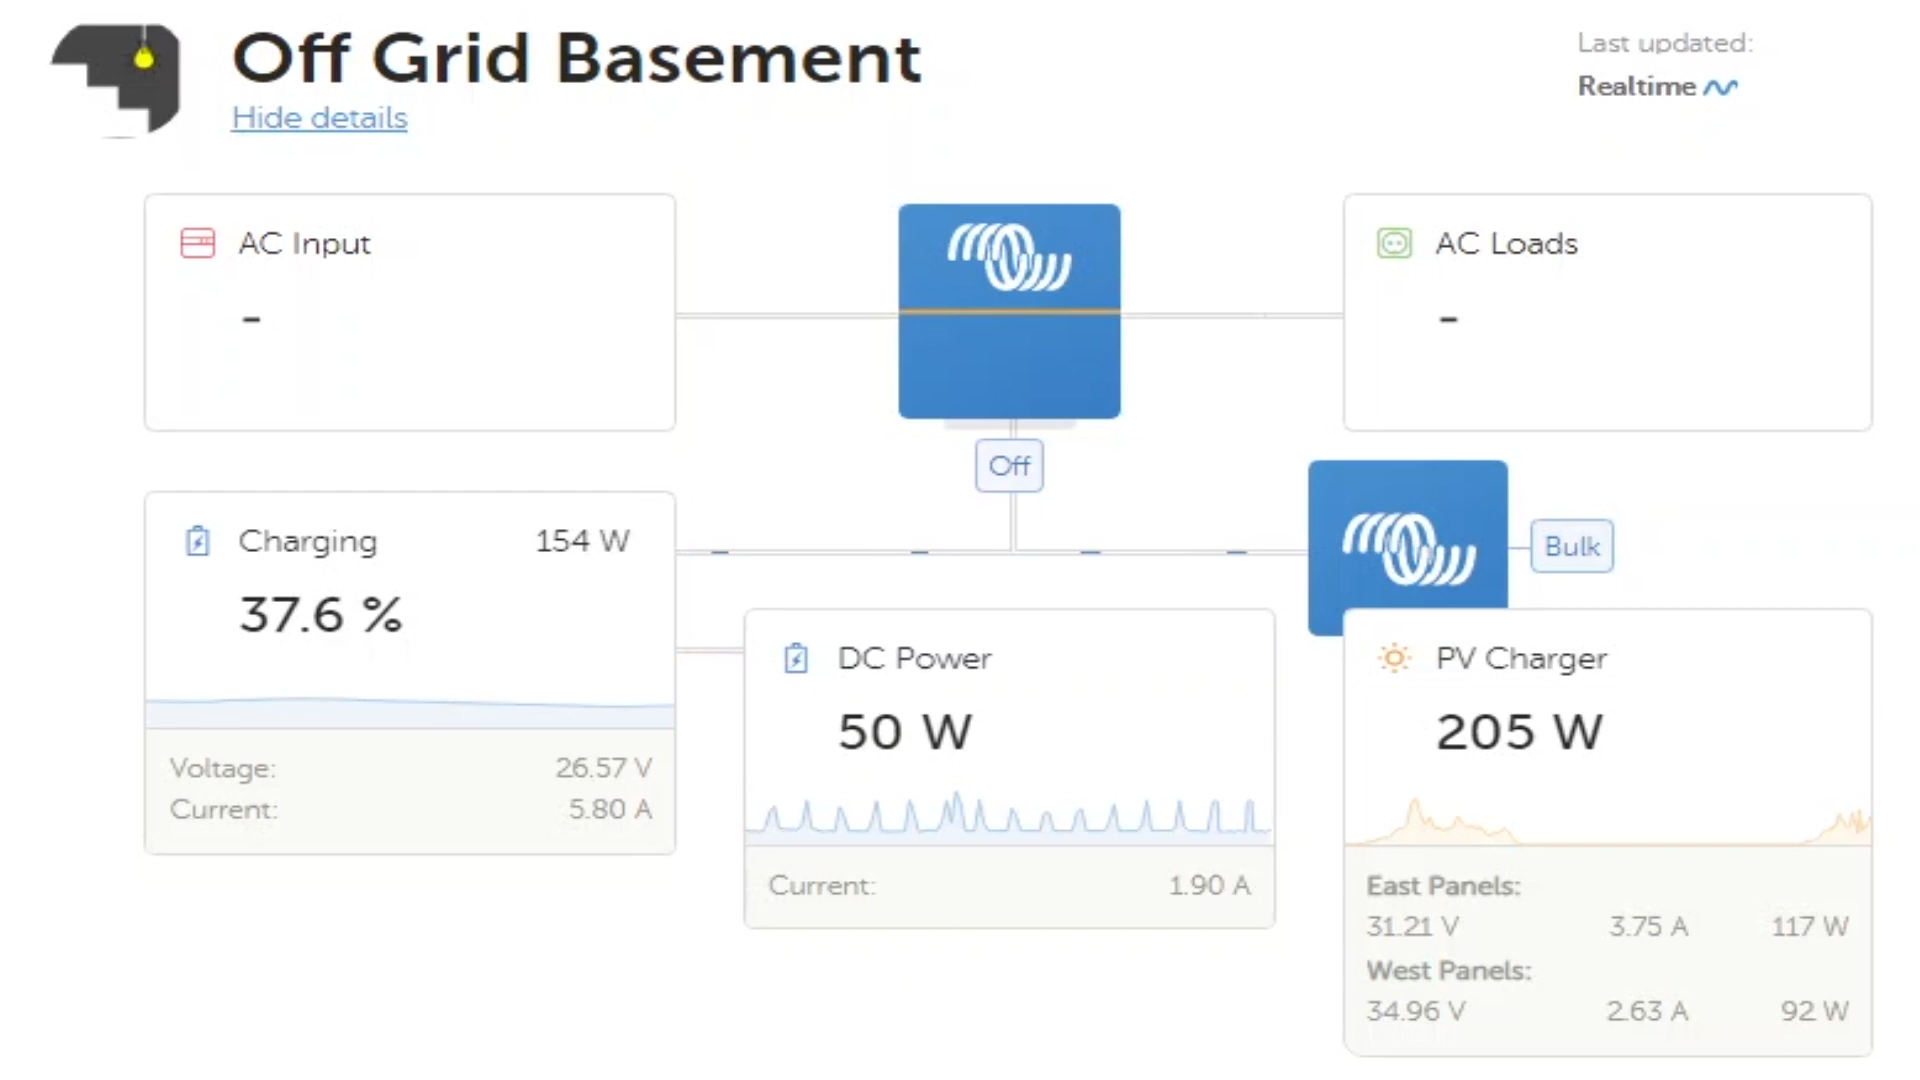 Off Grid Basement
Hide details
Last updated:
Realtime
AC Input
-
AC Loads
-
Off
Charging 154 W
37.6 %
Voltage: 26.57 V
Current: 5.80 A
Bulk
DC Power
50 W
Current: 1.90 A
PV Charger
205 W
East Panels:
31.21 V 3.75 A 117 W
West Panels:
34.96 V 2.63 A 92 W